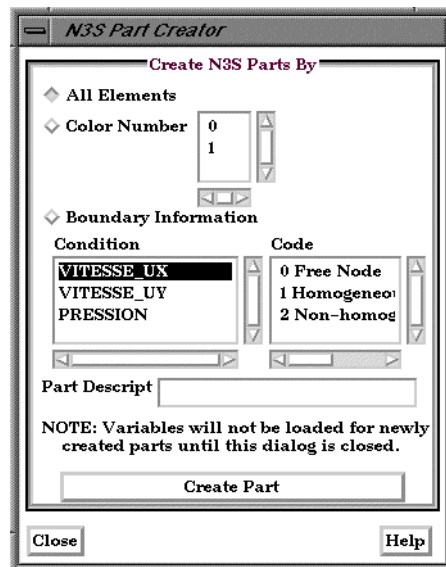 N3S Part Creator
Create N3S Parts By
All Elements
Color Number
0
1
Boundary Information
Condition
Code
VITESSE_UX
VITESSE_UY
PRESSION
0 Free Node
1 Homogeneo
2 Non-homog
Part Descript
NOTE: Variables will not be loaded for newly
created parts until this dialog is closed.
Create Part
Close
Help